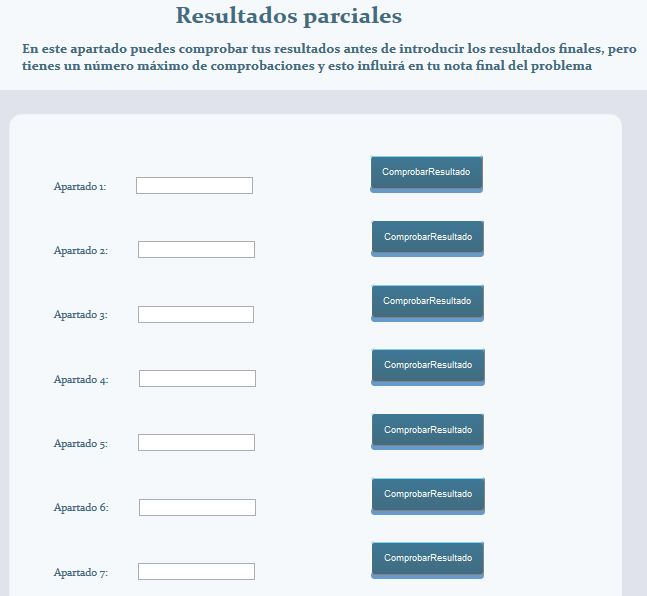 Resultados parciales
En este apartado puedes comprobar tus resultados antes de introducir los resultados finales, pero
tienes un número máximo de comprobaciones y esto influirá en tu nota final del problema
Apartado 1: ComprobarResultado
Apartado 2: ComprobarResultado
Apartado 3: ComprobarResultado
Apartado 4: ComprobarResultado
Apartado 5: ComprobarResultado
Apartado 6: ComprobarResultado
Apartado 7: ComprobarResultado